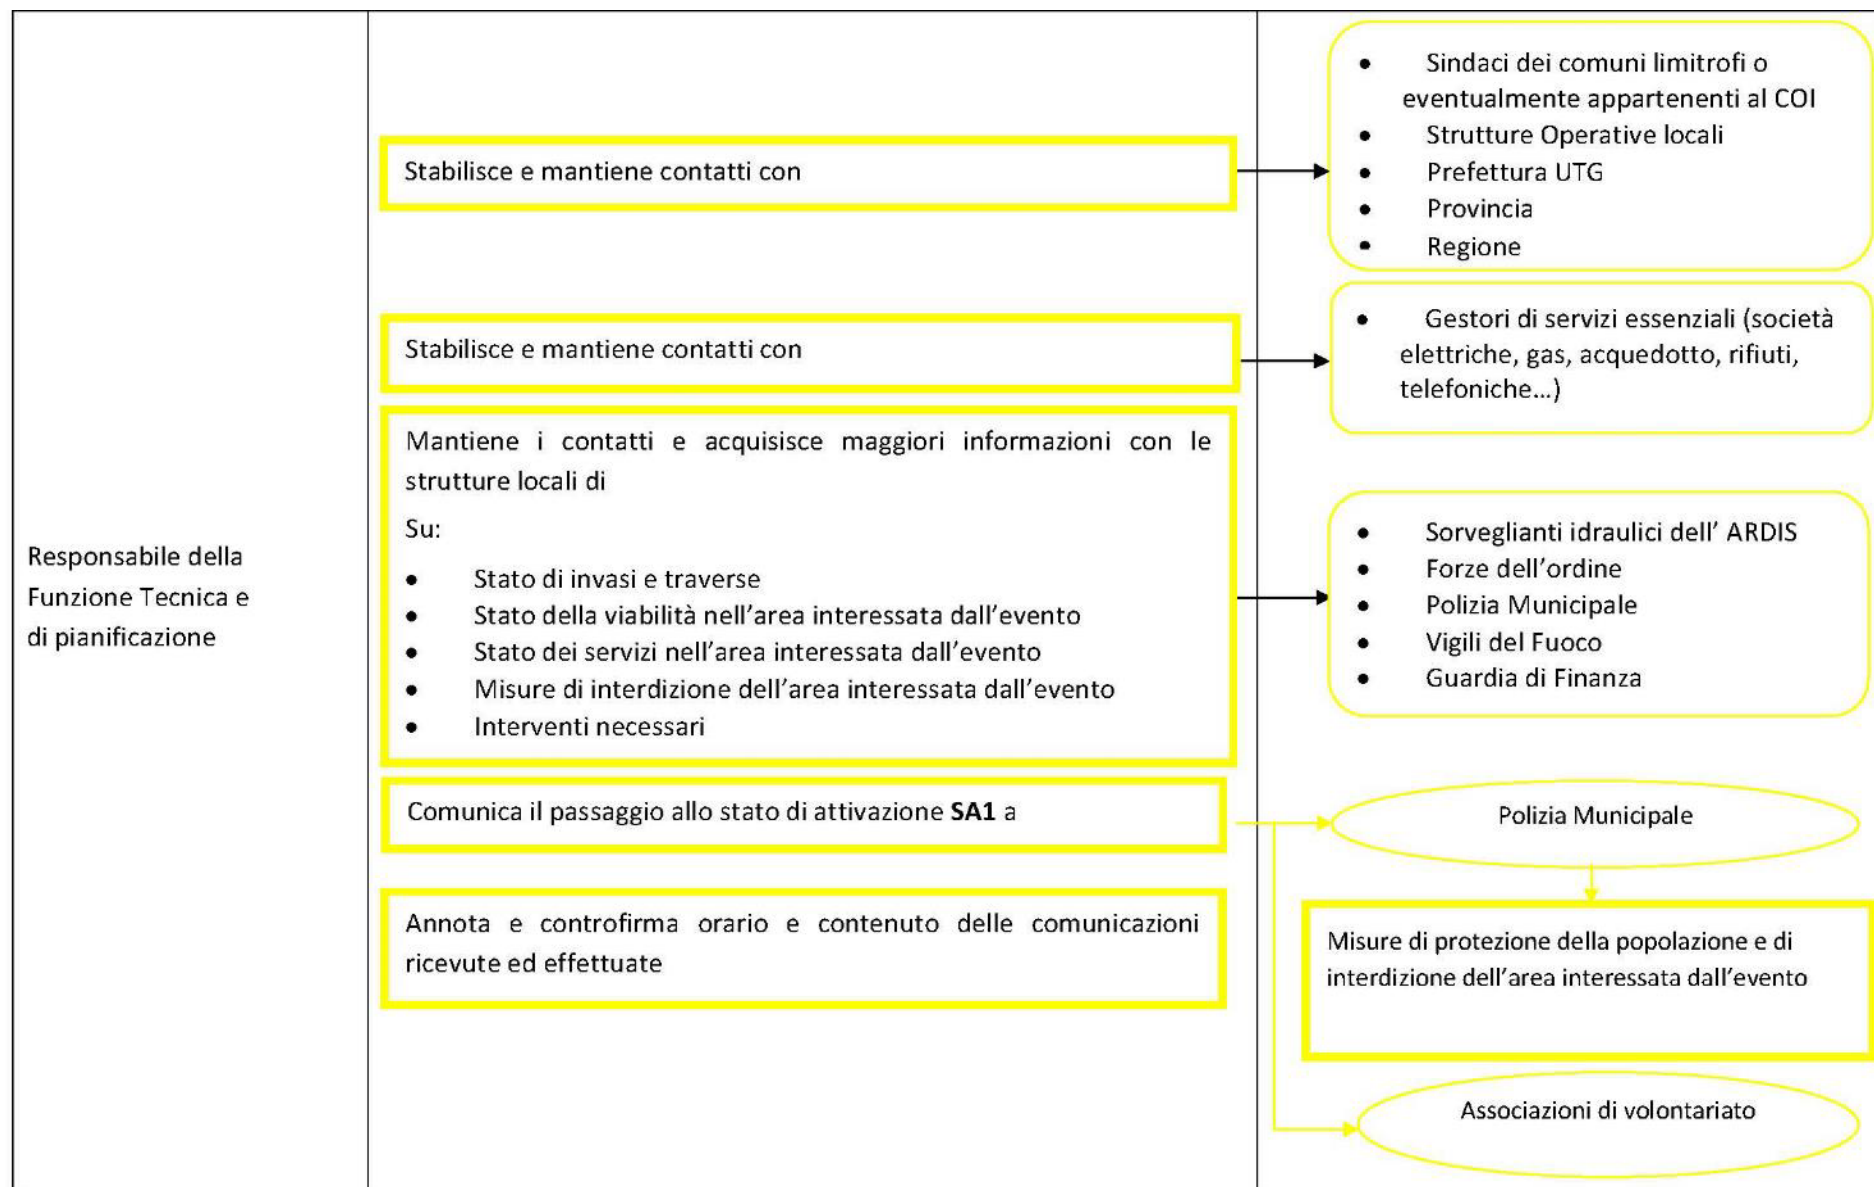 Responsabile della
Funzione Tecnica e
di pianificazione
Stabilisce e mantiene contatti con
• Sindaci dei comuni limitrofi o
eventualmente appartenenti al COI
• Strutture Operative locali
• Prefettura UTG
• Provincia
• Regione
Stabilisce e mantiene contatti con
• Gestori di servizi essenziali (società
elettriche, gas, acquedotto, rifiuti,
telefoniche…)
Mantiene i contatti e acquisisce maggiori informazioni con le
strutture locali di
Su:
• Stato di invasi e traverse
• Stato della viabilità nell’area interessata dall’evento
• Stato dei servizi nell’area interessata dall’evento
• Misure di interdizione dell’area interessata dall’evento
• Interventi necessari
• Sorveglianti idraulici dell’ ARDIS
• Forze dell’ordine
• Polizia Municipale
• Vigili del Fuoco
• Guardia di Finanza
Comunica il passaggio allo stato di attivazione SA1 a
Polizia Municipale
Misure di protezione della popolazione e di
interdizione dell’area interessata dall’evento
Associazioni di volontariato
Annota e controfirma orario e contenuto delle comunicazioni
ricevute ed effettuate